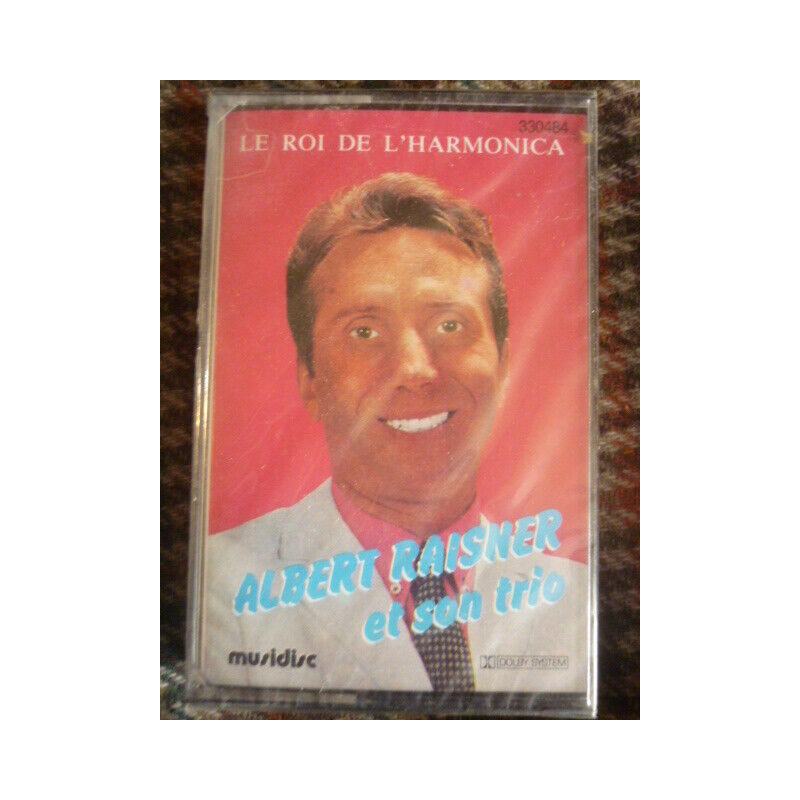 330484
LE ROI DE L'HARMONICA
ALBERT RAISNER
et son trio
musidisc
DOLBY SYSTEM